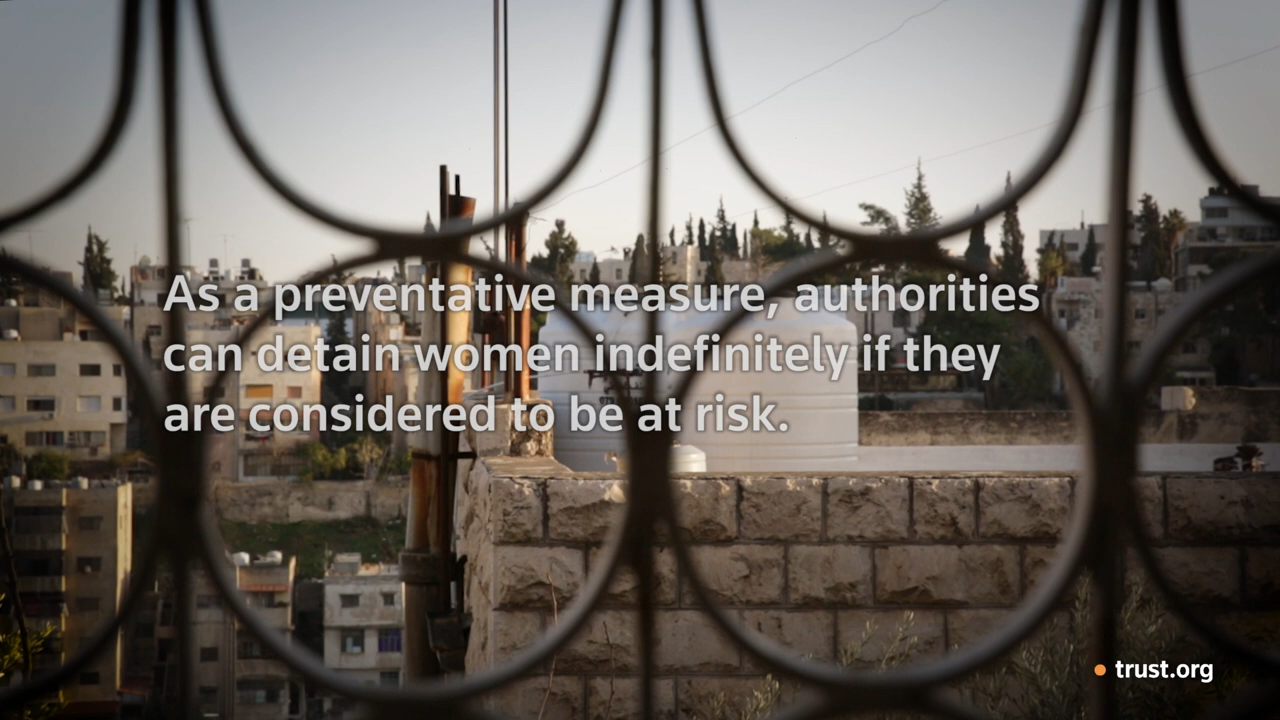 As a preventative measure, authorities
can detain women indefinitely if they
are considered to be at risk.
trust.org